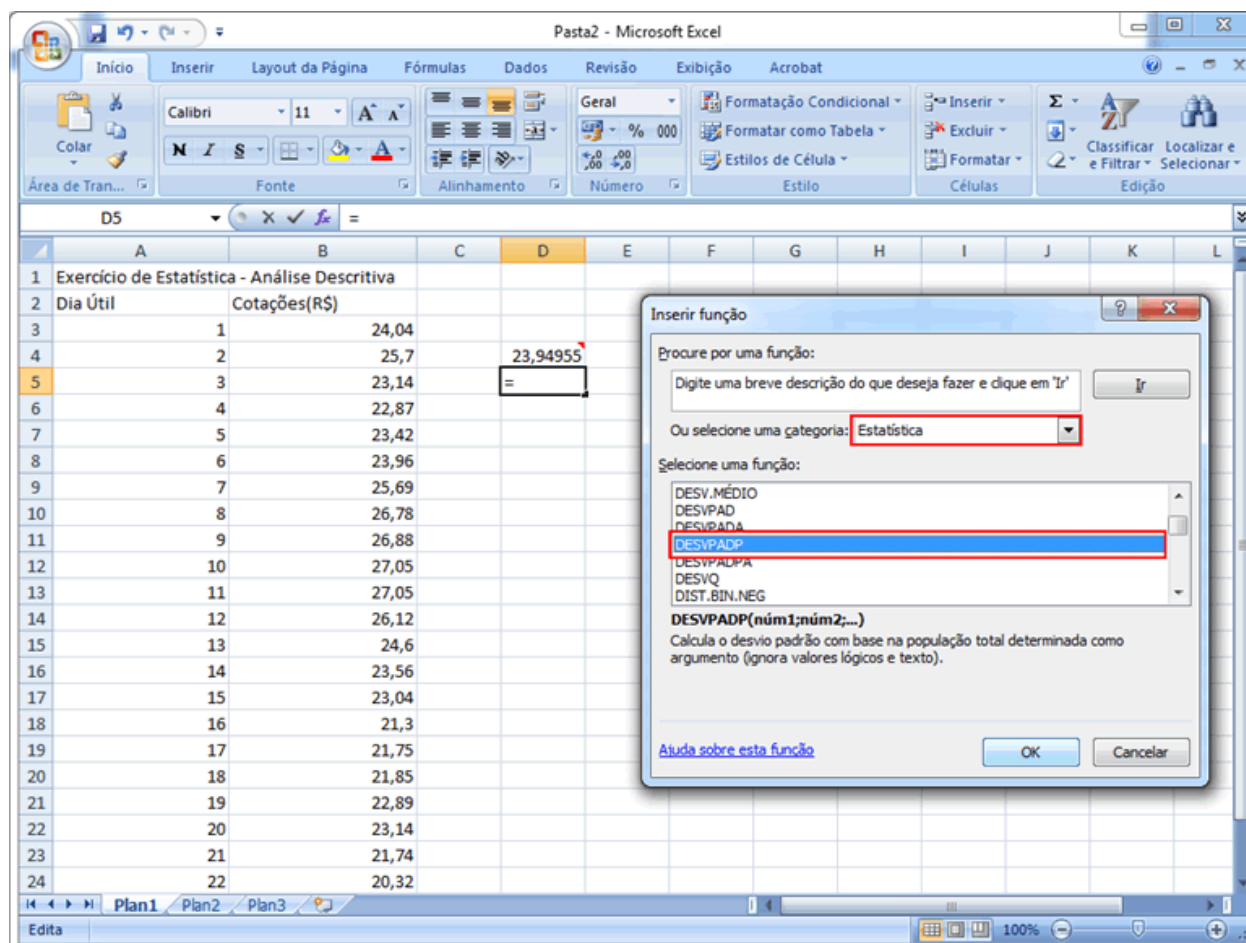 Pasta2 - Microsoft Excel
Início Inserir Layout da Página Fórmulas Dados Revisão Exibição Acrobat
Colar
Área de Tran...
Calibri 11 A A
N I S A
Fonte
Alinhamento
Geral
% 000
,0 ,00 ,00 ,0
Número
Formatação Condicional
Formatar como Tabela
Estilos de Célula
Estilo
Inserir
Excluir
Formatar
Células
Σ
Classificar e Filtrar
Localizar e Selecionar
Edição
D5 fx =
A B C D E F G H I J K L
1 Exercício de Estatística - Análise Descritiva
2 Dia Útil Cotações(R$)
3 1 24,04
4 2 25,7 23,94955
5 3 23,14 =
6 4 22,87
7 5 23,42
8 6 23,96
9 7 25,69
10 8 26,78
11 9 26,88
12 10 27,05
13 11 27,05
14 12 26,12
15 13 24,6
16 14 23,56
17 15 23,04
18 16 21,3
19 17 21,75
20 18 21,85
21 19 22,89
22 20 23,14
23 21 21,74
24 22 20,32
Inserir função
Procure por uma função:
Digite uma breve descrição do que deseja fazer e clique em 'Ir'
Ir
Ou selecione uma categoria: Estatística
Selecione uma função:
DESV.MÉDIO
DESVPAD
DESVPADA
DESVPADP
DESVPADPA
DESVQ
DIST.BIN.NEG
DESVPADP(núm1;núm2;...)
Calcula o desvio padrão com base na população total determinada como
argumento (ignora valores lógicos e texto).
Ajuda sobre esta função
OK Cancelar
Plan1 Plan2 Plan3
Edita 100%